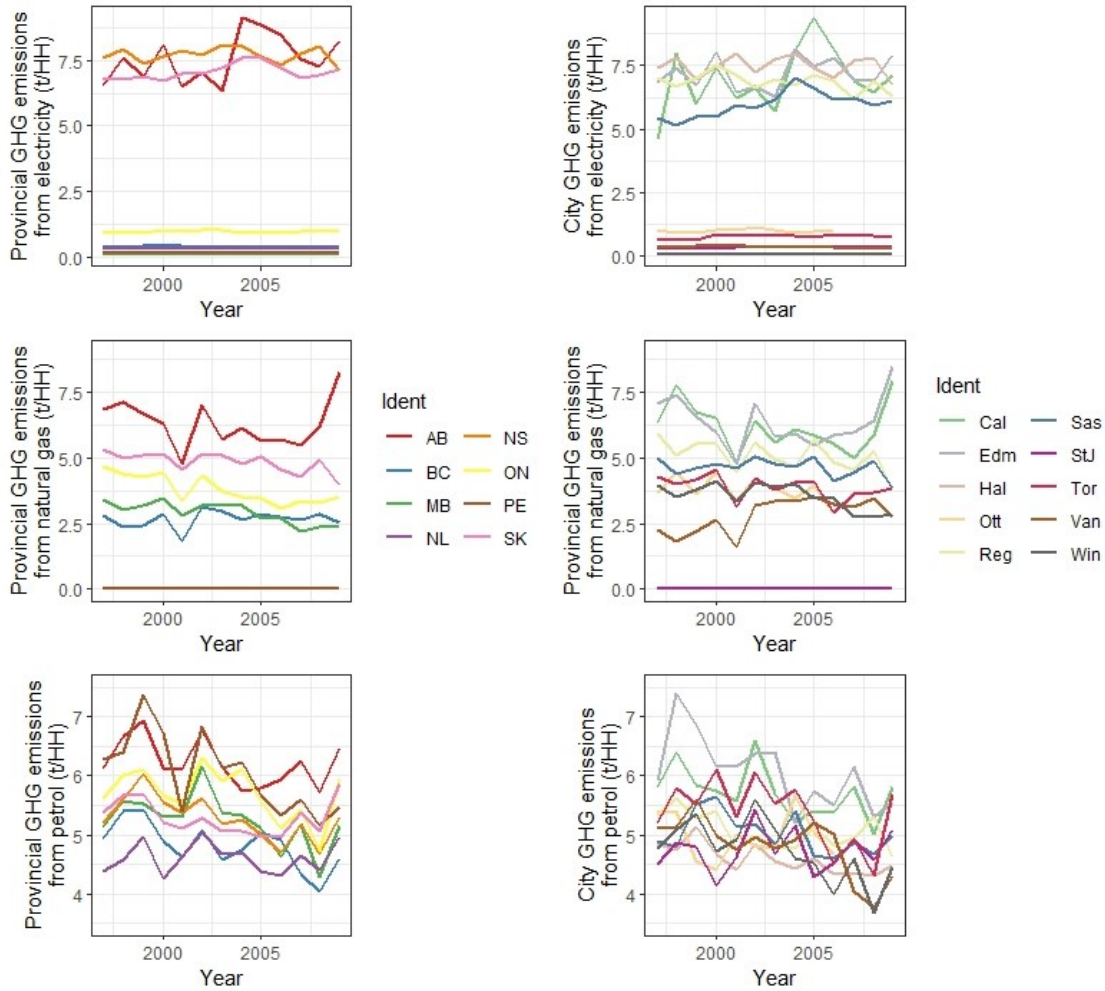 Provincial GHG emissions
from electricity (t/HH)
7.5
5.0
2.5
0.0
2000 2005
Year
City GHG emissions
from electricity (t/HH)
7.5
5.0
2.5
0.0
2000 2005
Year
Provincial GHG emissions
from natural gas (t/HH)
7.5
5.0
2.5
0.0
2000 2005
Year
Ident
AB NS
BC ON
MB PE
NL SK
Provincial GHG emissions
from natural gas (t/HH)
7.5
5.0
2.5
0.0
2000 2005
Year
Ident
Cal Sas
Edm StJ
Hal Tor
Ott Van
Reg Win
Provincial GHG emissions
from petrol (t/HH)
7
6
5
4
2000 2005
Year
City GHG emissions
from petrol (t/HH)
7
6
5
4
2000 2005
Year